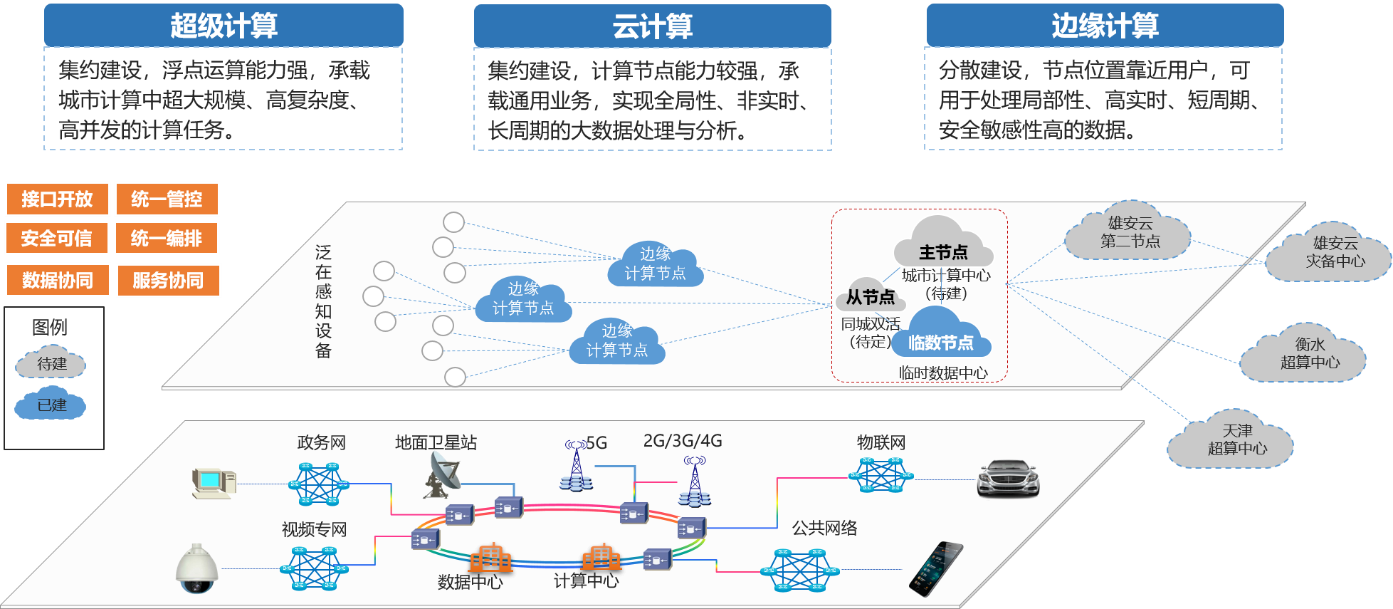 超级计算
集约建设，浮点运算能力强，承载
城市计算中超大规模、高复杂度、
高并发的计算任务。
云计算
集约建设，计算节点能力较强，承
载通用业务，实现全局性、非实时、
长周期的大数据处理与分析。
边缘计算
分散建设，节点位置靠近用户，可
用于处理局部性、高实时、短周期、
安全敏感性高的数据。
接口开放
统一管控
安全可信
统一编排
数据协同
服务协同
图例
待建
已建
泛在感知设备
边缘
计算节点
边缘
计算节点
边缘
计算节点
主节点
城市计算中心
（待建）
从节点
同城双活
（待定）
临数节点
临时数据中心
雄安云
第二节点
雄安云
灾备中心
衡水
超算中心
天津
超算中心
政务网
地面卫星站
5G
2G/3G/4G
物联网
视频专网
数据中心
计算中心
公共网络